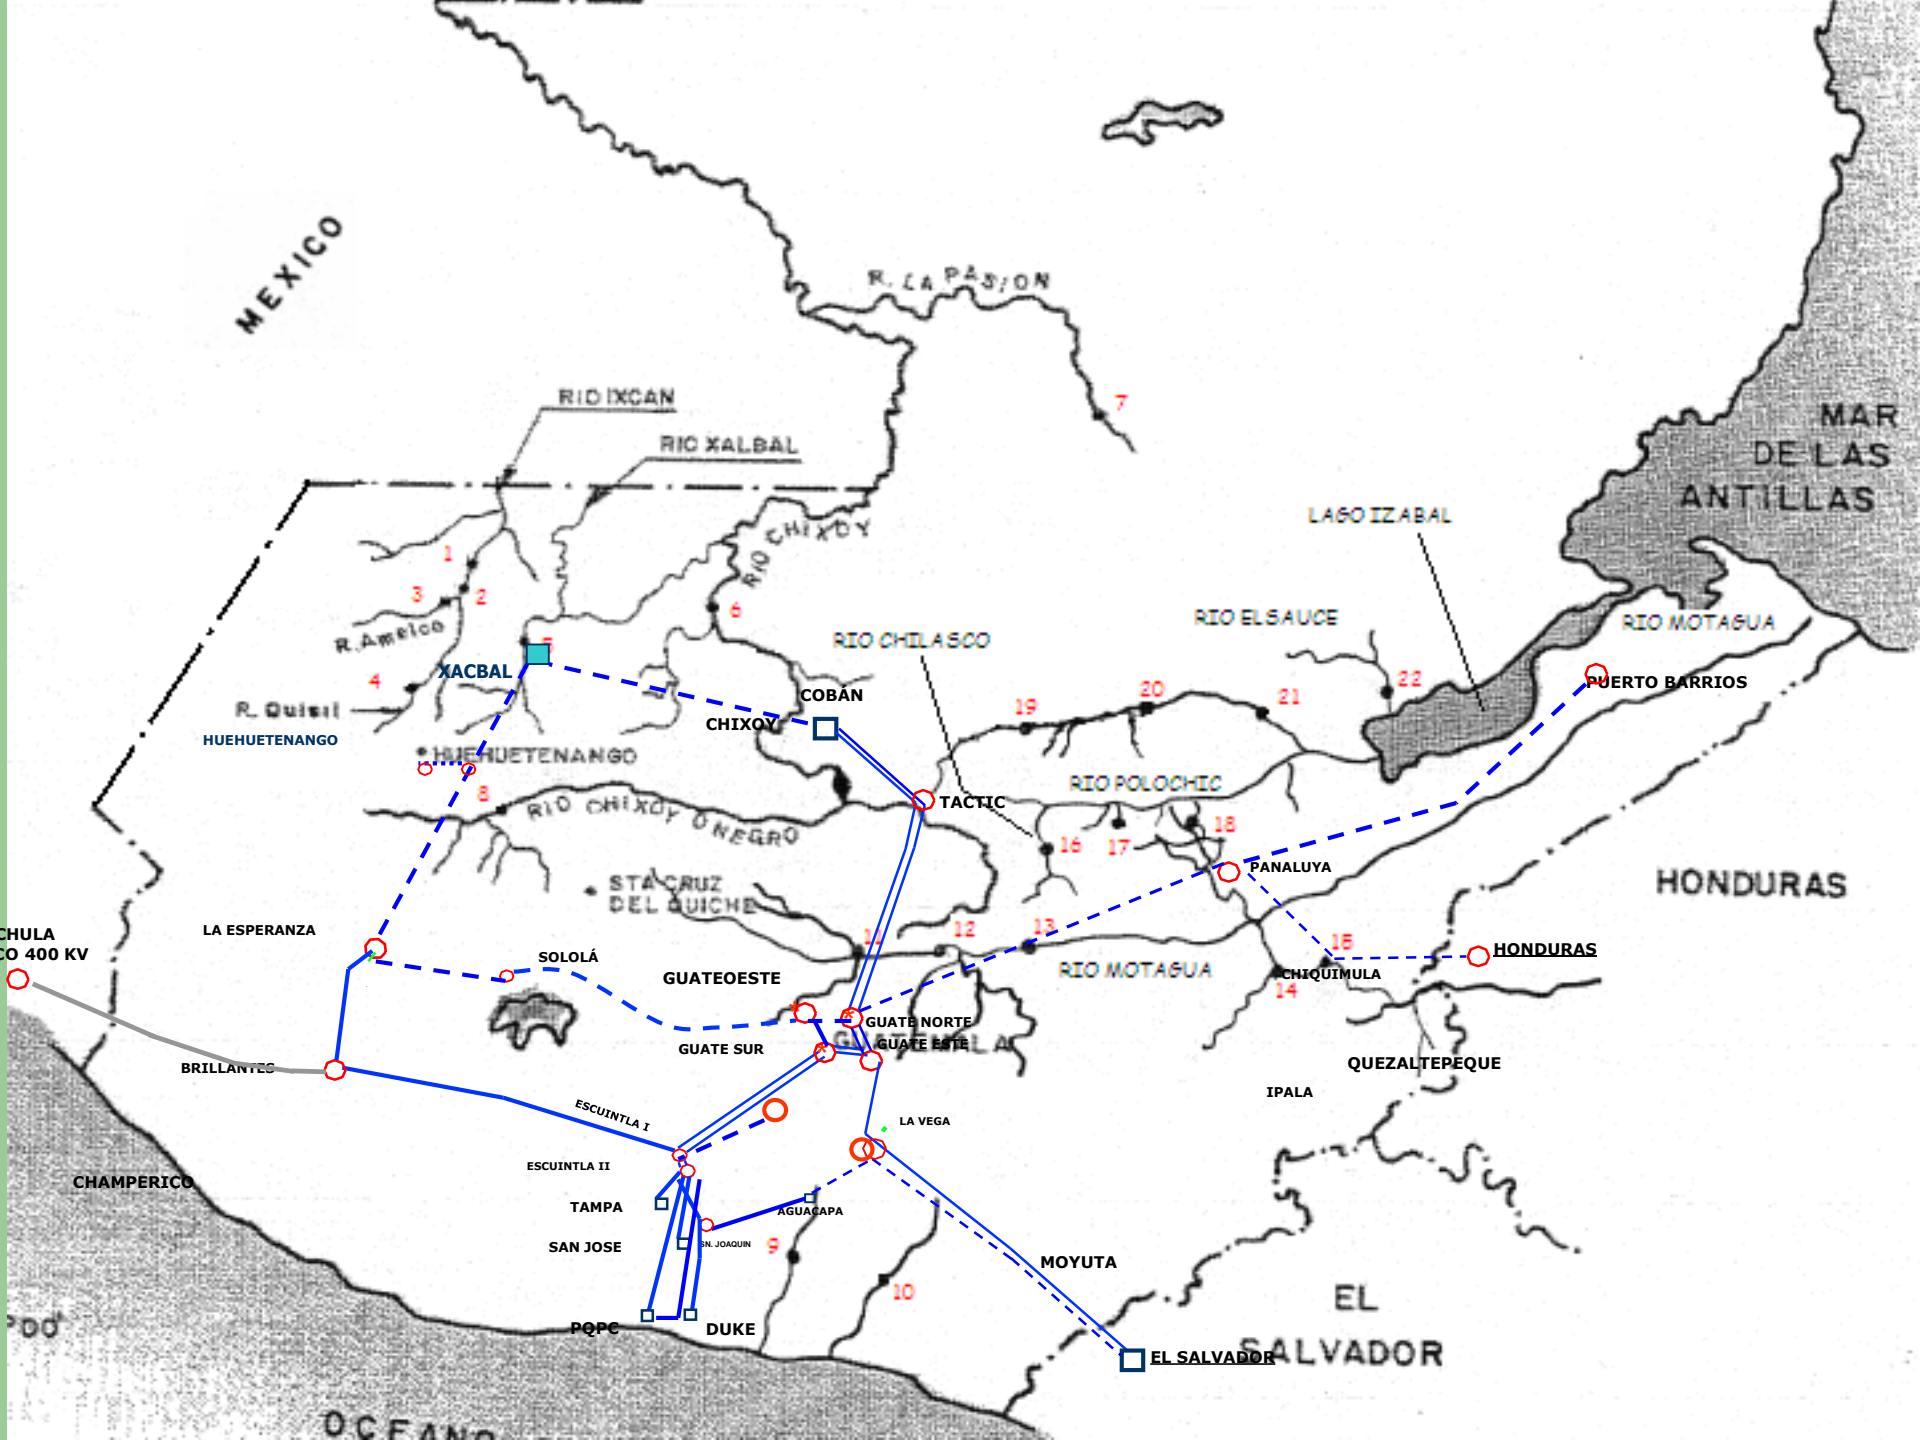 MEXICO
R. LA PASION
RIO IXCAN
7
MAR
DE LAS
ANTILLAS
RIO XALBAL
LAGO IZABAL
RIO CHIXOY
1
3
2
6
RIO EL SAUCE
RIO MOTAGUA
R. Amelco
RIO CHILASCO
5
XACBAL
4
22
PUERTO BARRIOS
COBÁN
R. Quisil
CHIXOY
19
20
21
HUEHUETENANGO
HUEHUETENANGO
RIO POLOCHIC
8
RIO CHIXOY O NEGRO
TACTIC
16
17
18
PANALUYA
STA CRUZ
DEL QUICHE
HONDURAS
LA ESPERANZA
CHULA
CO 400 KV
SOLOLÁ
11
12
13
15
HONDURAS
GUATEOESTE
RIO MOTAGUA
CHIQUIMULA
14
GUATE NORTE
GUATE SUR
GUATE ESTE
GUATEMALA
BRILLANTES
QUEZALTEPEQUE
IPALA
ESCUINTLA I
LA VEGA
ESCUINTLA II
CHAMPERICO
TAMPA
AGUACAPA
SAN JOSE
SN. JOAQUIN
9
MOYUTA
10
EL
SALVADOR
PQPC
DUKE
EL SALVADOR
OCEANO